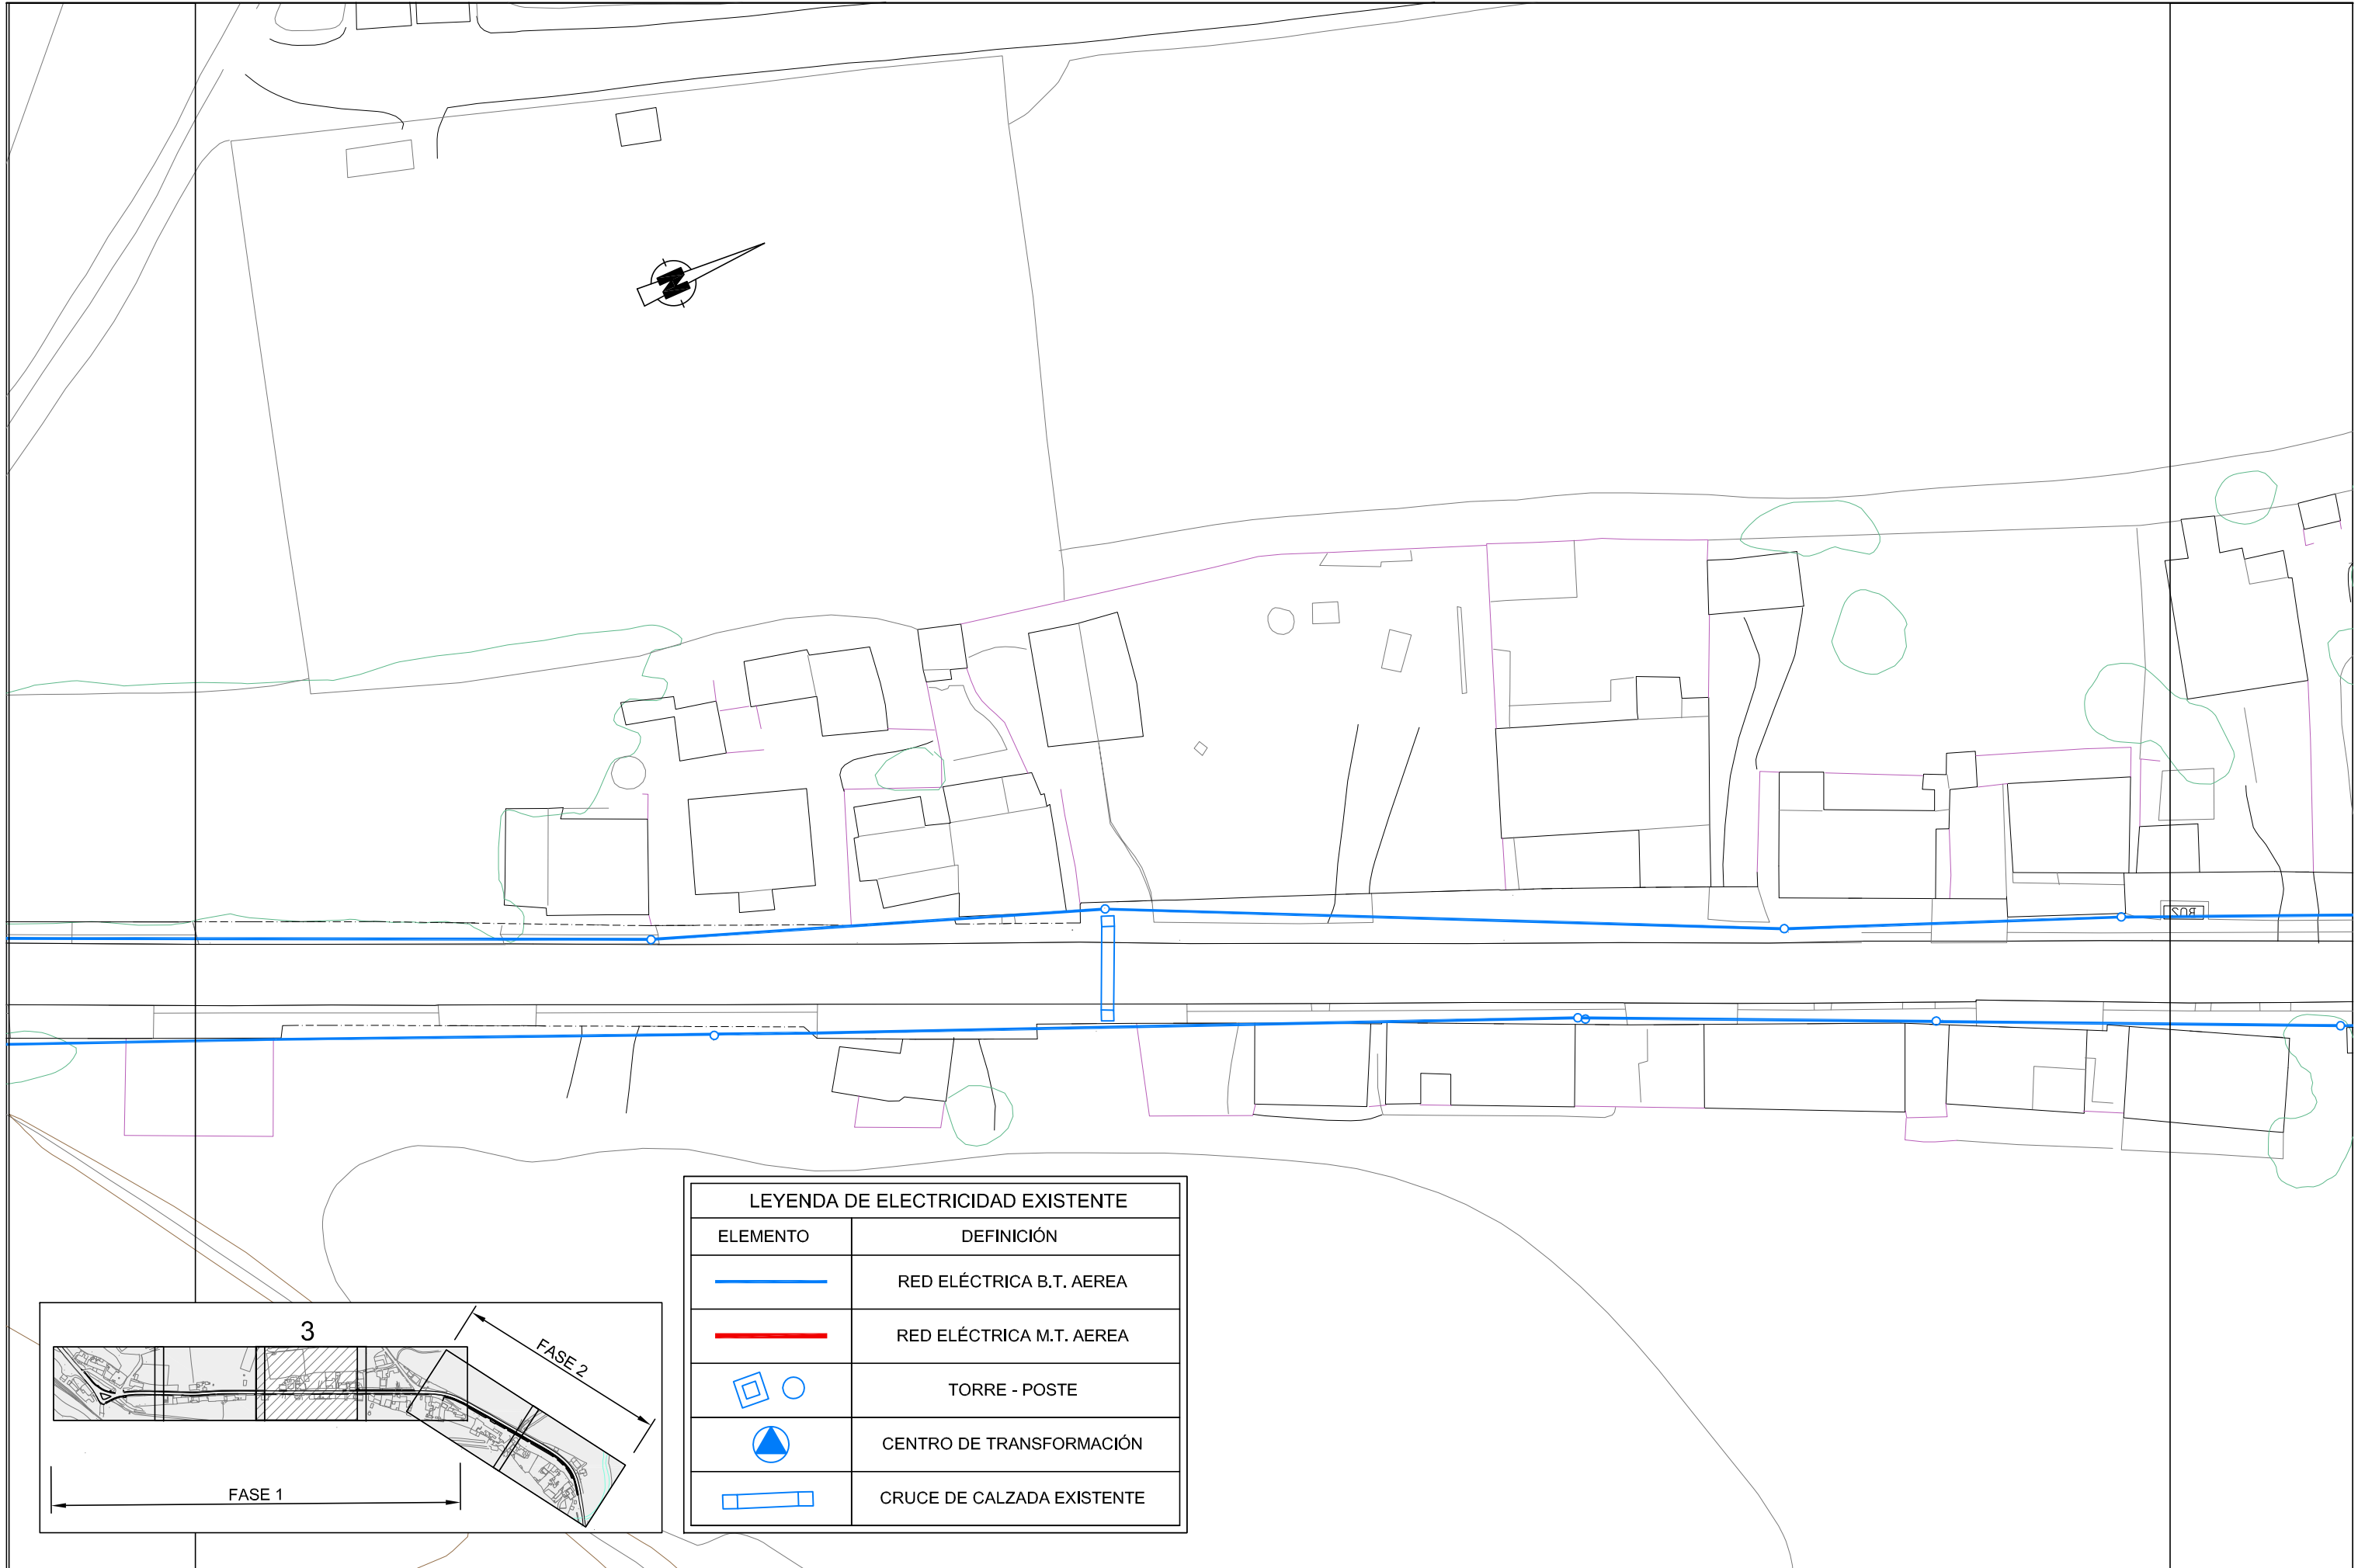 N
B02
LEYENDA DE ELECTRICIDAD EXISTENTE
ELEMENTO
DEFINICIÓN
RED ELÉCTRICA B.T. AEREA
RED ELÉCTRICA M.T. AEREA
TORRE - POSTE
CENTRO DE TRANSFORMACIÓN
CRUCE DE CALZADA EXISTENTE
3
FASE 2
FASE 1